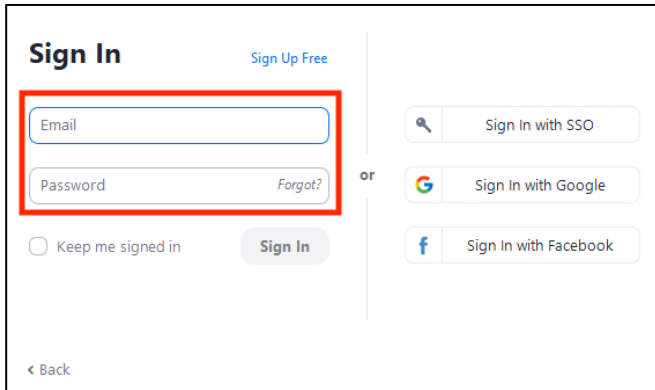 Sign In
Sign Up Free
Email
Password
Forgot?
Keep me signed in
Sign In
or
Sign In with SSO
Sign In with Google
Sign In with Facebook
< Back